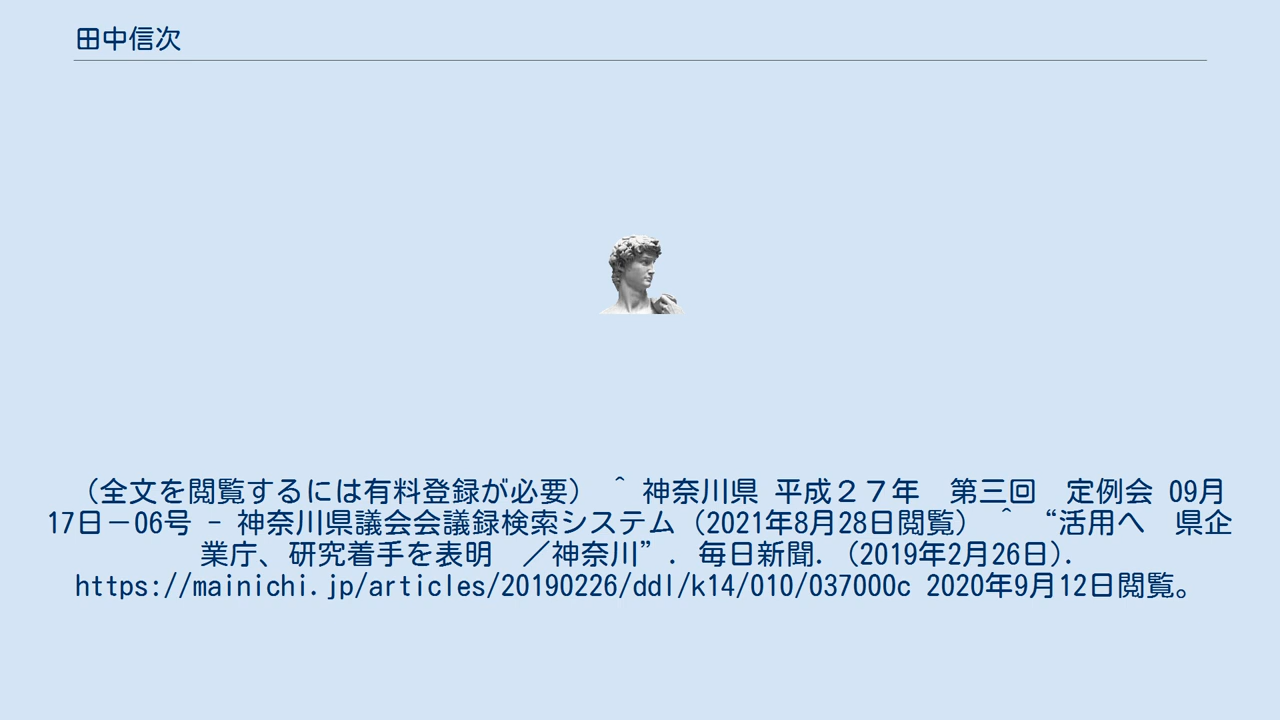 田中信次
（全文を閲覧するには有料登録が必要） ^ 神奈川県 平成２７年　第三回　定例会 09月
17日－06号 - 神奈川県議会会議録検索システム（2021年8月28日閲覧） ^ “活用へ　県企
業庁、研究着手を表明　／神奈川”. 毎日新聞. (2019年2月26日).
https://mainichi.jp/articles/20190226/ddl/k14/010/037000c 2020年9月12日閲覧。